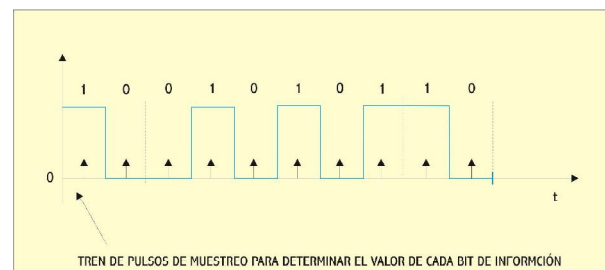 1 0 0 1 0 1 0 1 1 0
0
t
TREN DE PULSOS DE MUESTREO PARA DETERMINAR EL VALOR DE CADA BIT DE INFORMCIÓN